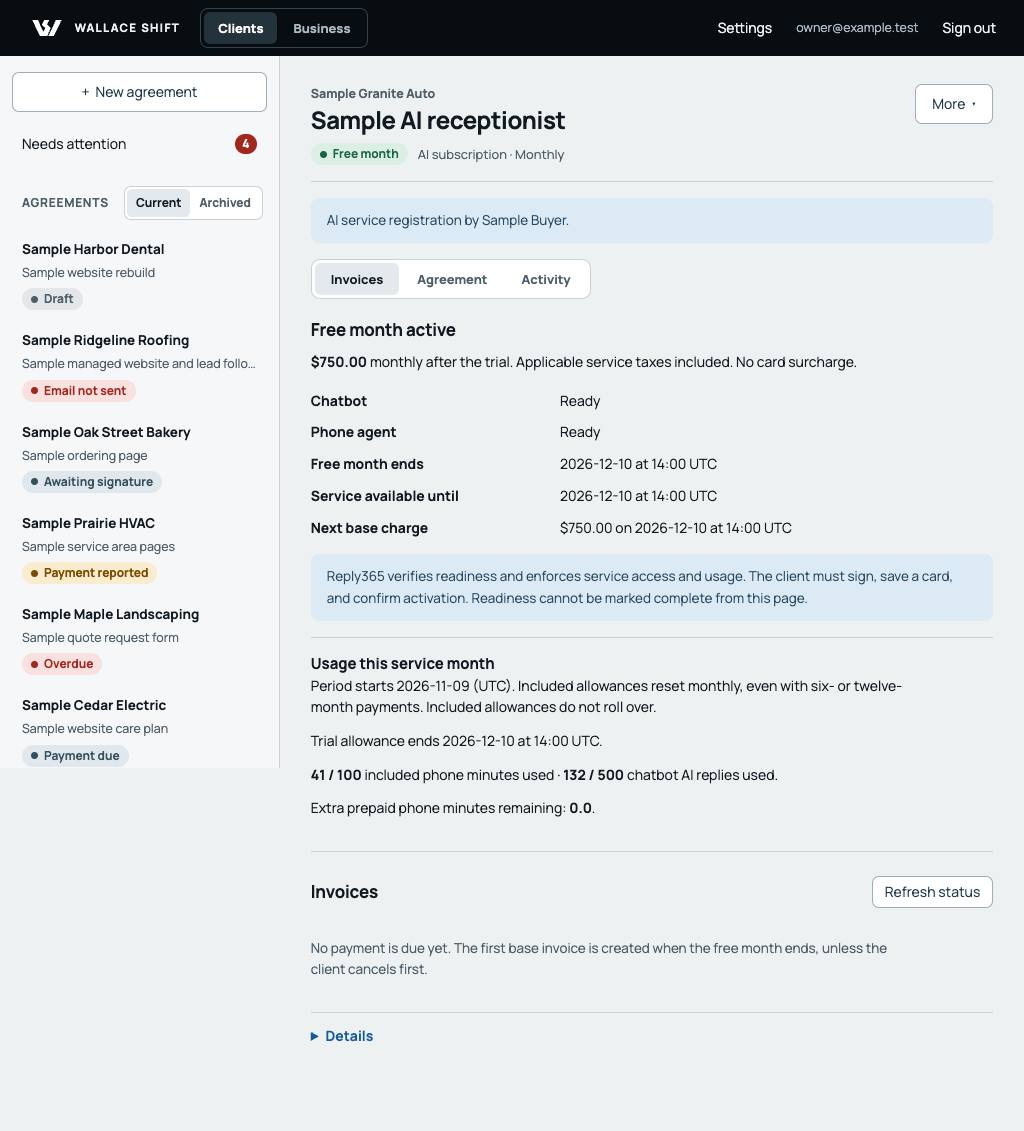 WALLACE SHIFT
Clients
Business
Settings
owner@example.test
Sign out
+ New agreement
Needs attention
4
AGREEMENTS
Current
Archived
Sample Harbor Dental
Sample website rebuild
Draft
Sample Ridgeline Roofing
Sample managed website and lead follo...
Email not sent
Sample Oak Street Bakery
Sample ordering page
Awaiting signature
Sample Prairie HVAC
Sample service area pages
Payment reported
Sample Maple Landscaping
Sample quote request form
Overdue
Sample Cedar Electric
Sample website care plan
Payment due
Sample Granite Auto
Sample AI receptionist
Free month
AI subscription · Monthly
More
AI service registration by Sample Buyer.
Invoices
Agreement
Activity
Free month active
$750.00 monthly after the trial. Applicable service taxes included. No card surcharge.
Chatbot Ready
Phone agent Ready
Free month ends 2026-12-10 at 14:00 UTC
Service available until 2026-12-10 at 14:00 UTC
Next base charge $750.00 on 2026-12-10 at 14:00 UTC
Reply365 verifies readiness and enforces service access and usage. The client must sign, save a card,
and confirm activation. Readiness cannot be marked complete from this page.
Usage this service month
Period starts 2026-11-09 (UTC). Included allowances reset monthly, even with six- or twelve-
month payments. Included allowances do not roll over.
Trial allowance ends 2026-12-10 at 14:00 UTC.
41 / 100 included phone minutes used · 132 / 500 chatbot AI replies used.
Extra prepaid phone minutes remaining: 0.0.
Invoices
Refresh status
No payment is due yet. The first base invoice is created when the free month ends, unless the
client cancels first.
Details